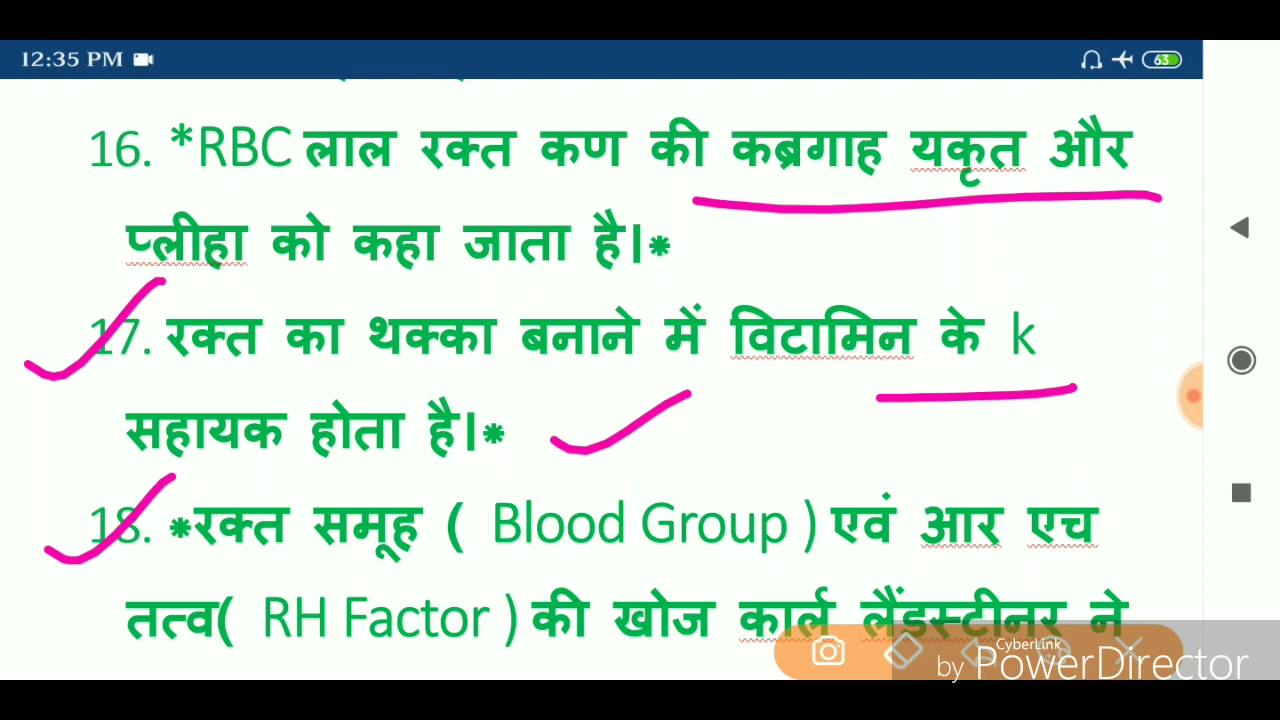 12:35 PM
63
16. *RBC लाल रक्त कण की कब्रगाह यकृत और
प्लीहा को कहा जाता है।*
17. रक्त का थक्का बनाने में विटामिन के k
सहायक होता है।*
18. *रक्त समूह ( Blood Group ) एवं आर एच
तत्व( RH Factor ) की खोज कार्ल लैंडस्टीनर ने
CyberLink
by PowerDirector